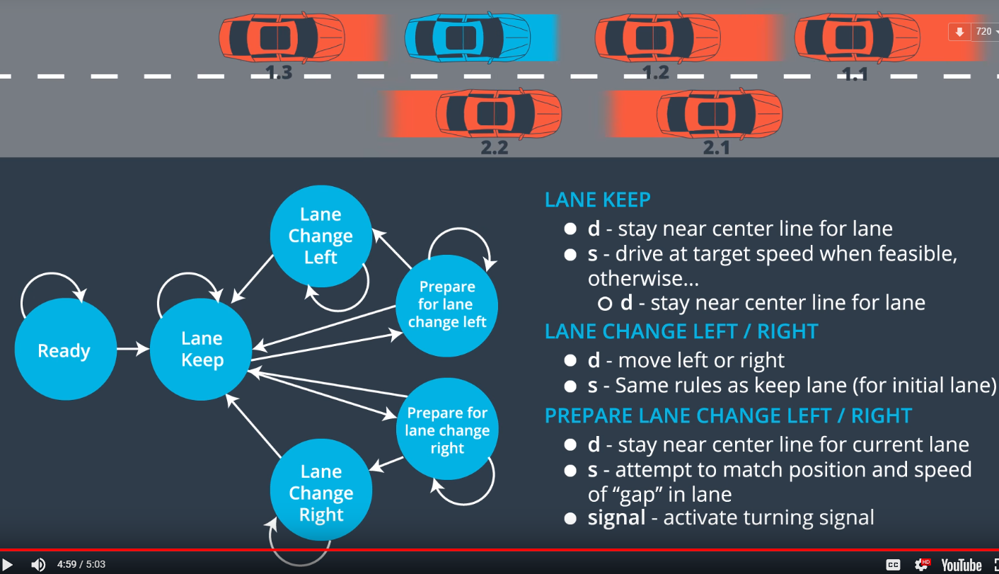 720
1.3
1.2
1.1
2.2
2.1
Lane
Change
Left
Prepare
for lane
change left
Ready
Lane
Keep
Prepare for
lane change
right
Lane
Change
Right
LANE KEEP
● d - stay near center line for lane
● s - drive at target speed when feasible,
otherwise...
○ d - stay near center line for lane
LANE CHANGE LEFT / RIGHT
● d - move left or right
● s - Same rules as keep lane (for initial lane)
PREPARE LANE CHANGE LEFT / RIGHT
● d - stay near center line for current lane
● s - attempt to match position and speed
of “gap” in lane
● signal - activate turning signal
4:59 / 5:03
CC
HD
YouTube